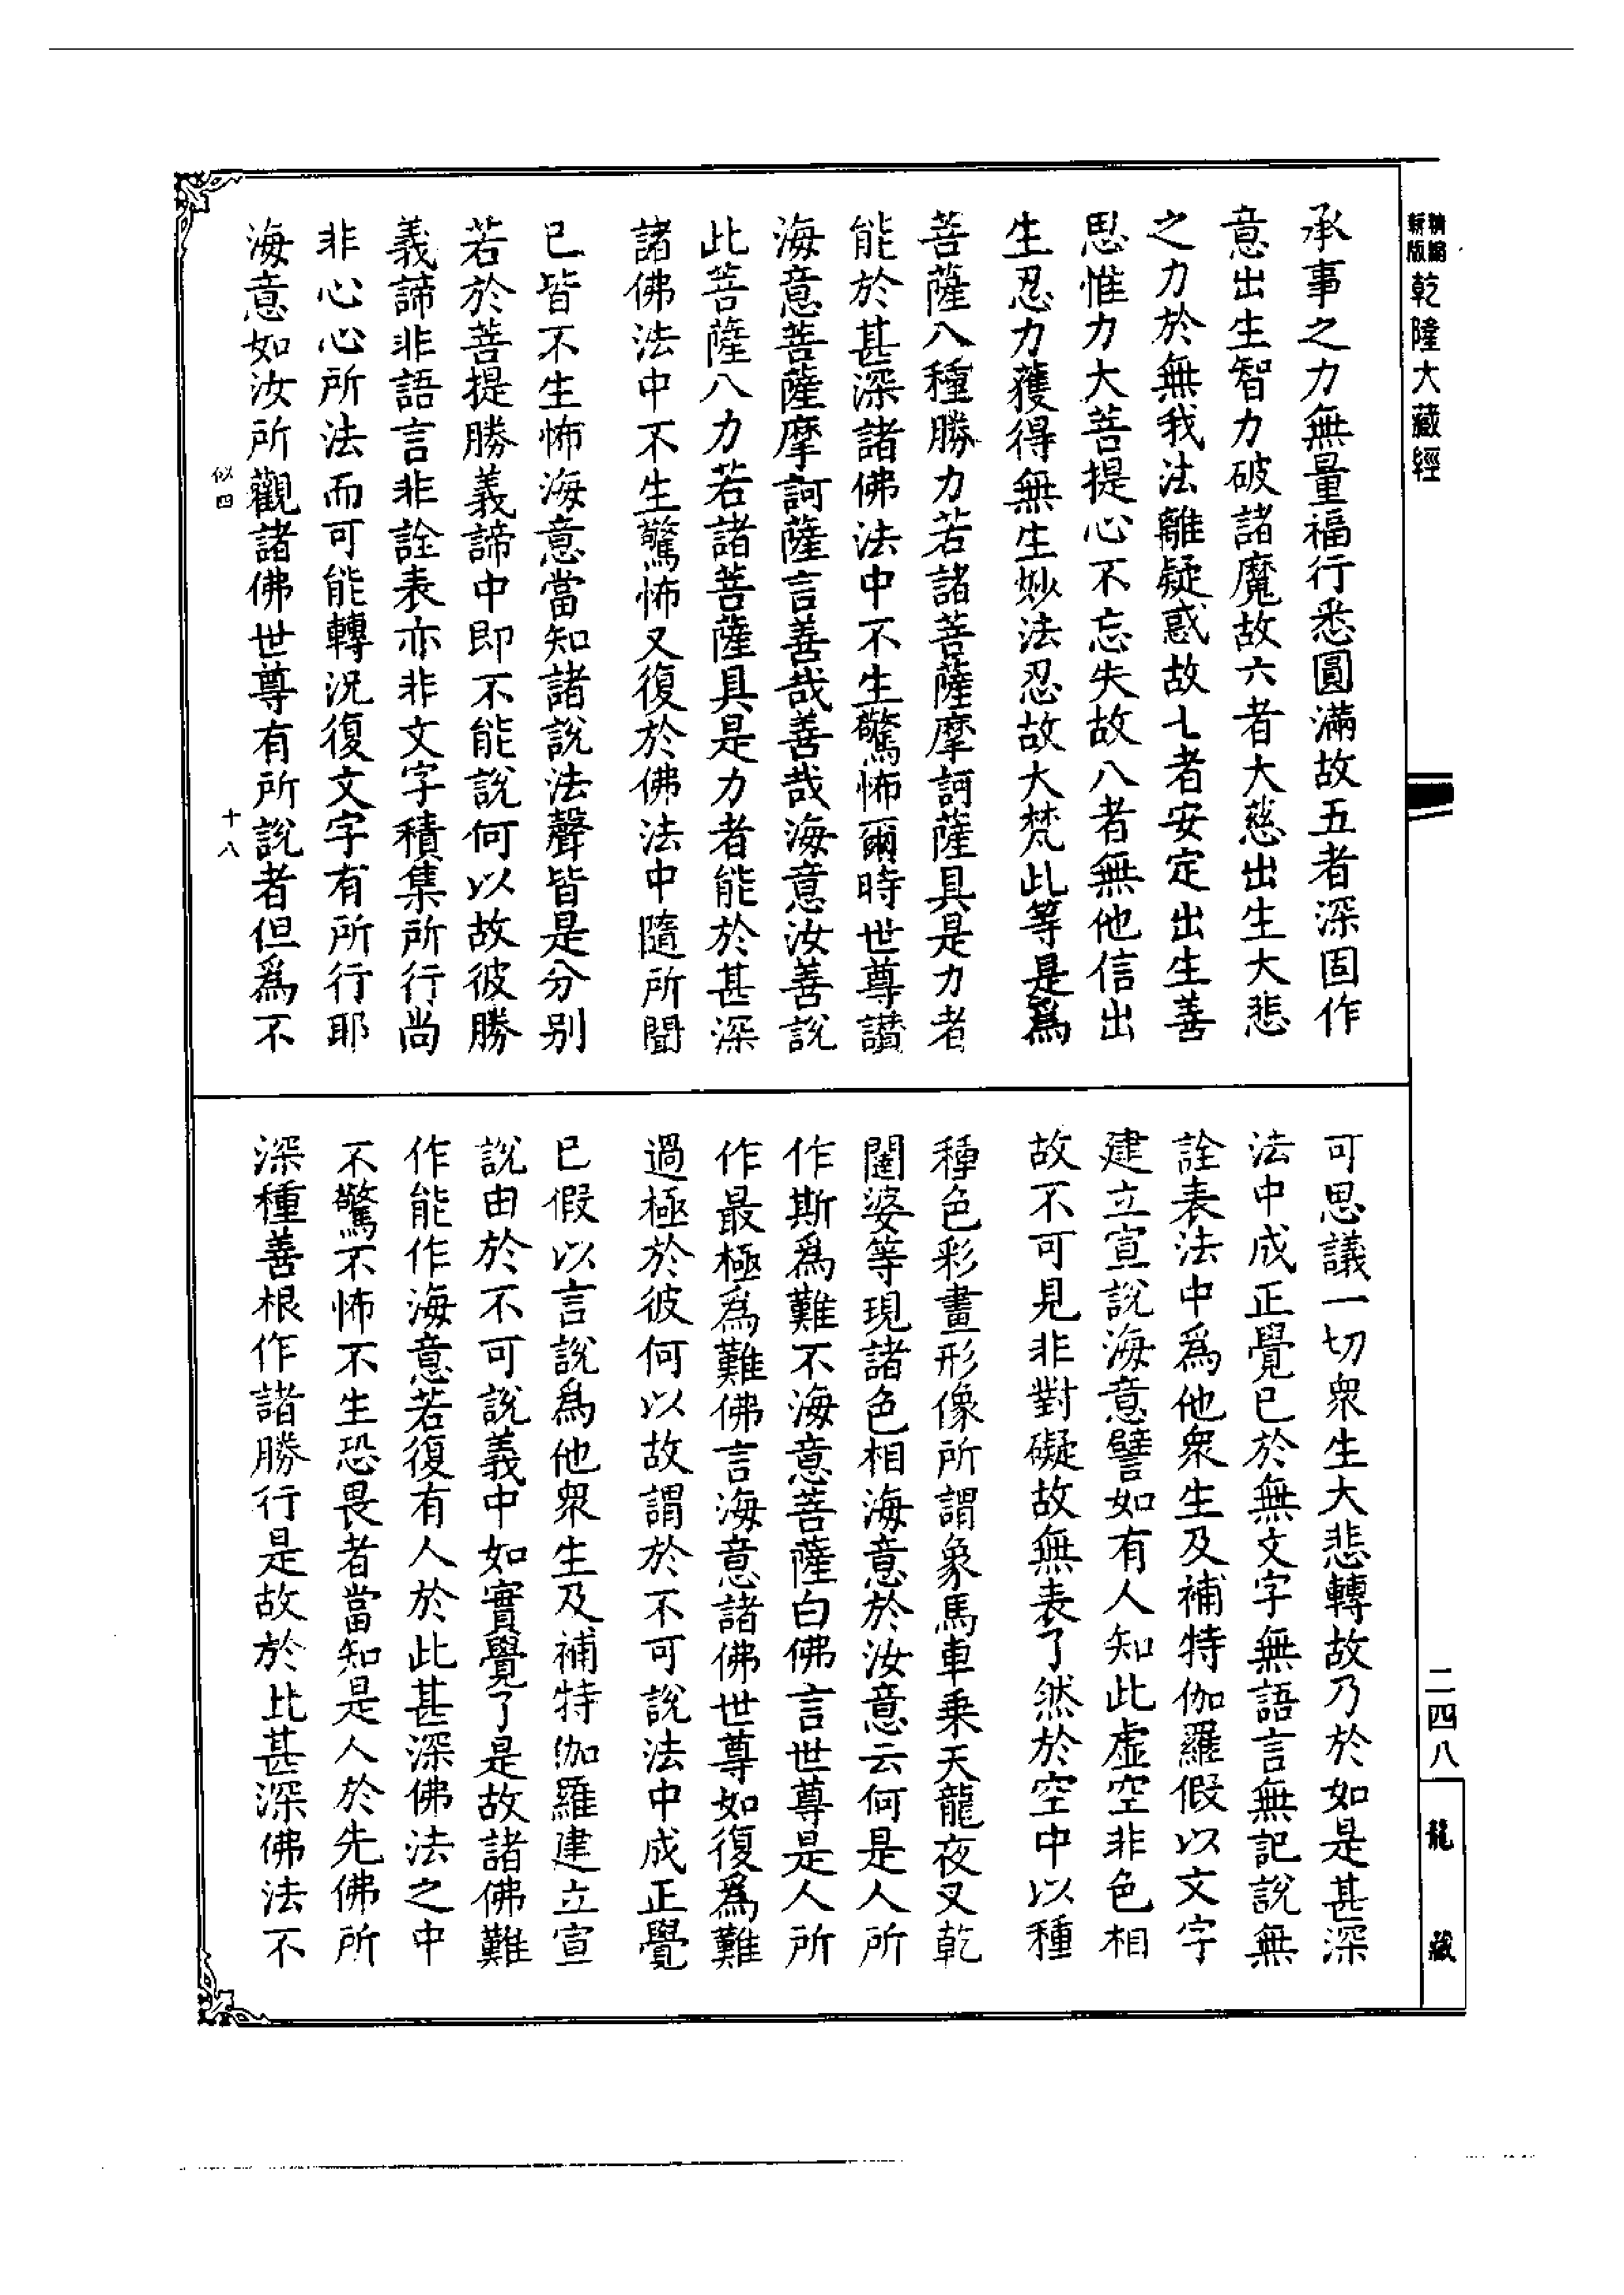 精編
新版
乾隆大藏經
承事之力無量福行悉圓滿故五者深固作
意出生智力破諸魔故六者大慈出生大悲
之力於無我法離疑惑故七者安定出生善
思惟力大菩提心不忘失故八者無他信出
生忍力獲得無生妙法忍故大梵此等是為
菩薩八種勝力若諸菩薩摩訶薩具是力者
能於甚深諸佛法中不生驚怖爾時世尊讚
海意菩薩摩訶薩言善哉善哉海意汝善說
此菩薩八力若諸菩薩具是力者能於甚深
諸佛法中不生驚怖又復於佛法中隨所聞
已皆不生怖海意當知諸說法聲皆是分別
若於菩提勝義諦中即不能說何以故彼勝
義諦非語言非詮表亦非文字積集所行尚
非心心所法而可能轉況復文字有所行耶
海意如汝所觀諸佛世尊有所說者但為不
似四
十八
可思議一切眾生大悲轉故乃於如是甚深
法中成正覺已於無文字無語言無記說無
詮表法中為他眾生及補特伽羅假以文字
建立宣說海意譬如有人知此虛空非色相
故不可見非對礙故無表了然於空中以種
種色彩畫形像所謂象馬車乘天龍夜叉乾
闥婆等現諸色相海意於汝意云何是人所
作斯為難不海意菩薩白佛言世尊是人所
作最極為難佛言海意諸佛世尊如復為難
過極於彼何以故謂於不可說法中成正覺
已假以言說為他眾生及補特伽羅建立宣
說由於不可說義中如實覺了是故諸佛難
作能作海意若復有人於此甚深佛法之中
不驚不怖不生恐畏者當知是人於先佛所
深種善根作諸勝行是故於此甚深佛法不
二四八
龍藏